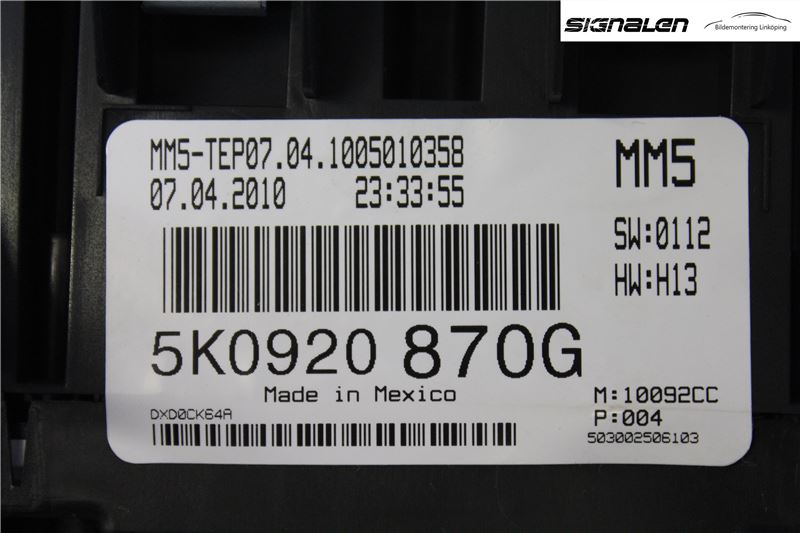 SIGNALEN
Bildemontering Linköping
MM5-TEP07.04.1005010358
07.04.2010 23:33:55
MM5
SW:0112
HW:H13
5K0920 870G
Made in Mexico
DXD0CK64A
M:10092CC
P:004
503002506103